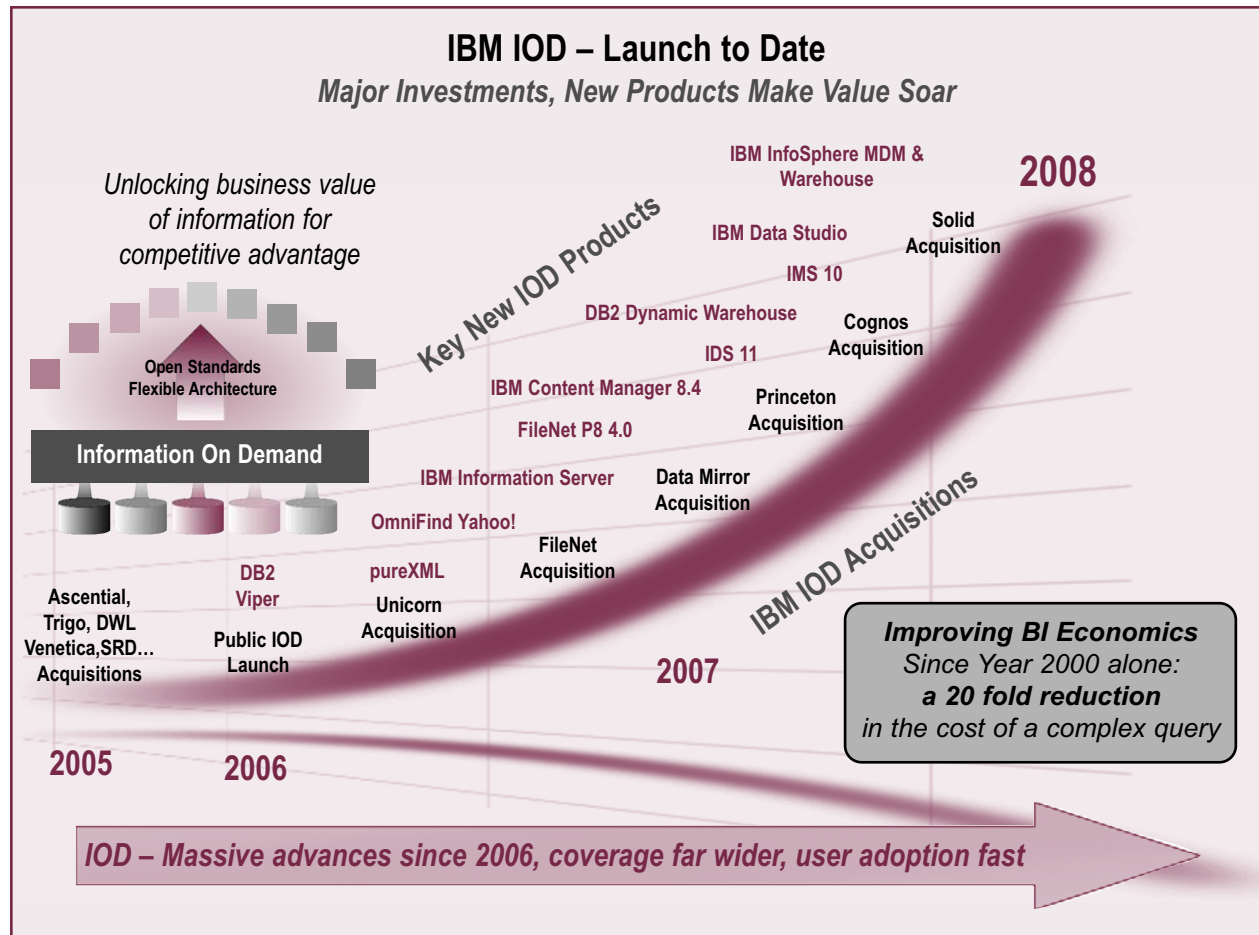 IBM IOD – Launch to Date
Major Investments, New Products Make Value Soar
Unlocking business value
of information for
competitive advantage
Open Standards
Flexible Architecture
Information On Demand
Key New IOD Products
IBM InfoSphere MDM &
Warehouse
2008
IBM Data Studio
Solid
Acquisition
IMS 10
DB2 Dynamic Warehouse
Cognos
Acquisition
IDS 11
IBM Content Manager 8.4
Princeton
Acquisition
FileNet P8 4.0
IBM Information Server
Data Mirror
Acquisition
OmniFind Yahoo!
FileNet
Acquisition
IBM IOD Acquisitions
DB2
Viper
pureXML
Ascential,
Trigo, DWL
Venetica,SRD…
Acquisitions
Public IOD
Launch
Unicorn
Acquisition
2007
Improving BI Economics
Since Year 2000 alone:
a 20 fold reduction
in the cost of a complex query
2005
2006
IOD – Massive advances since 2006, coverage far wider, user adoption fast